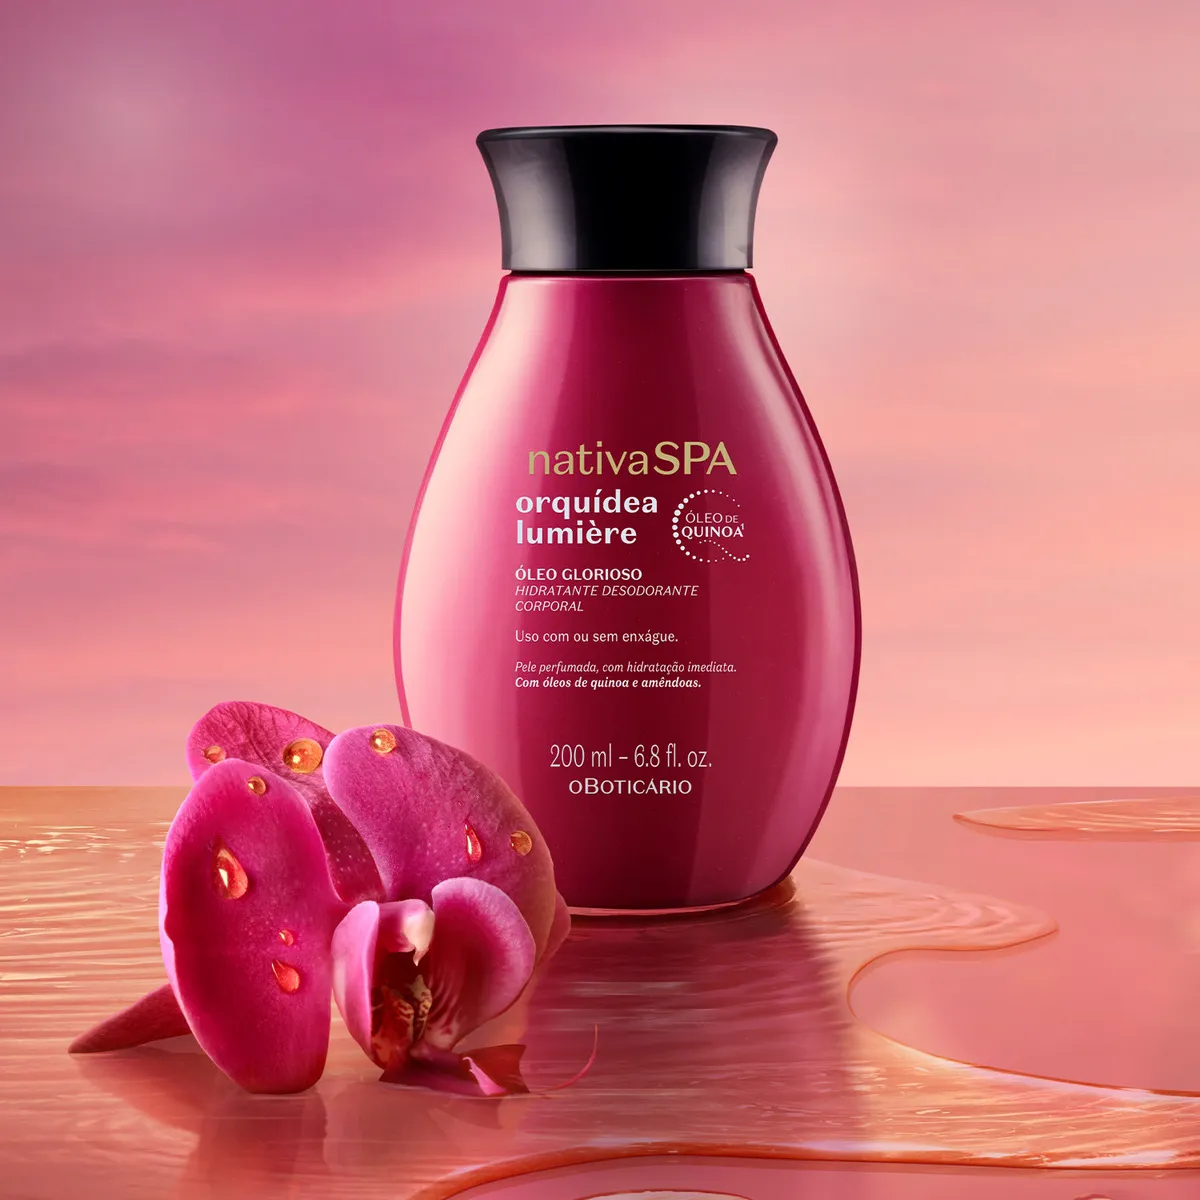 nativaSPA
orquídea
lumière
ÓLEO DE
QUINOA¹
ÓLEO GLORIOSO
HIDRATANTE DESODORANTE
CORPORAL
Uso com ou sem enxágue.
Pele perfumada, com hidratação imediata.
Com óleos de quinoa e amêndoas.
200 ml – 6.8 fl. oz.
oBOTICÁRIO